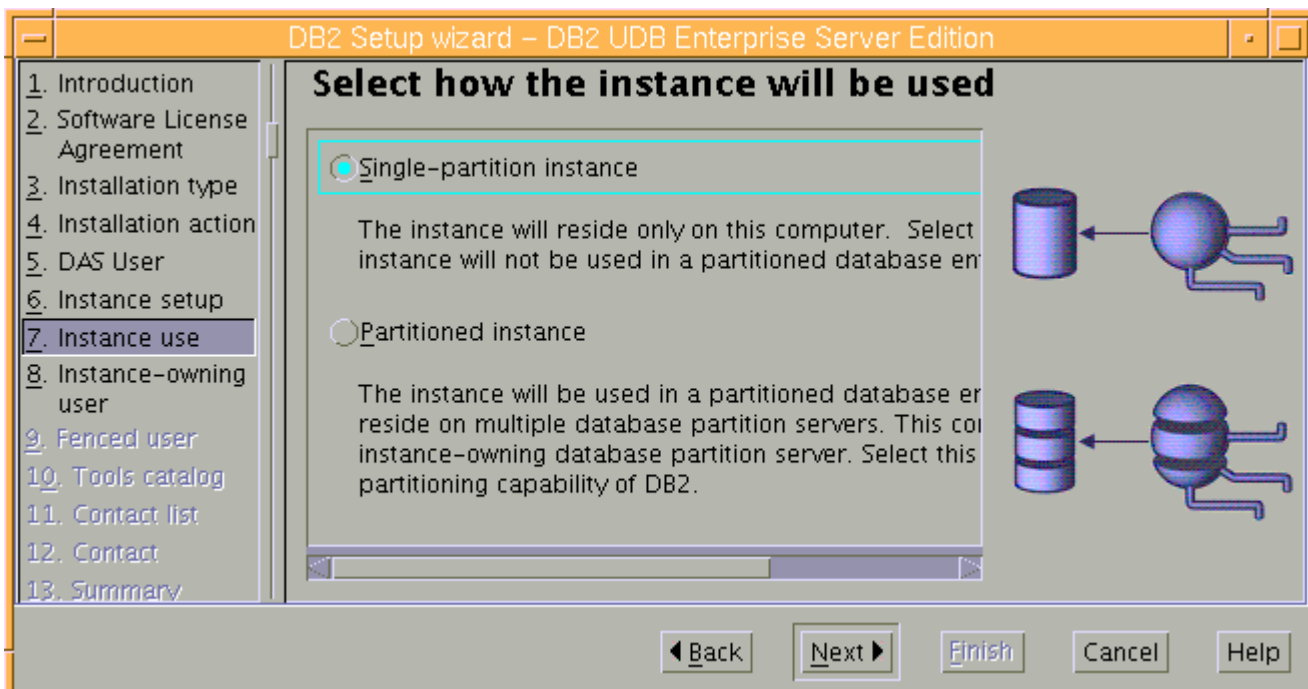 DB2 Setup wizard – DB2 UDB Enterprise Server Edition
1. Introduction
2. Software License
Agreement
3. Installation type
4. Installation action
5. DAS User
6. Instance setup
7. Instance use
8. Instance-owning
user
9. Fenced user
10. Tools catalog
11. Contact list
12. Contact
13. Summary
Select how the instance will be used
Single-partition instance
The instance will reside only on this computer. Select
instance will not be used in a partitioned database
Partitioned instance
The instance will be used in a partitioned database
reside on multiple database partition servers. This
instance-owning database partition server. Select this
partitioning capability of DB2.
Back
Next
Finish
Cancel
Help